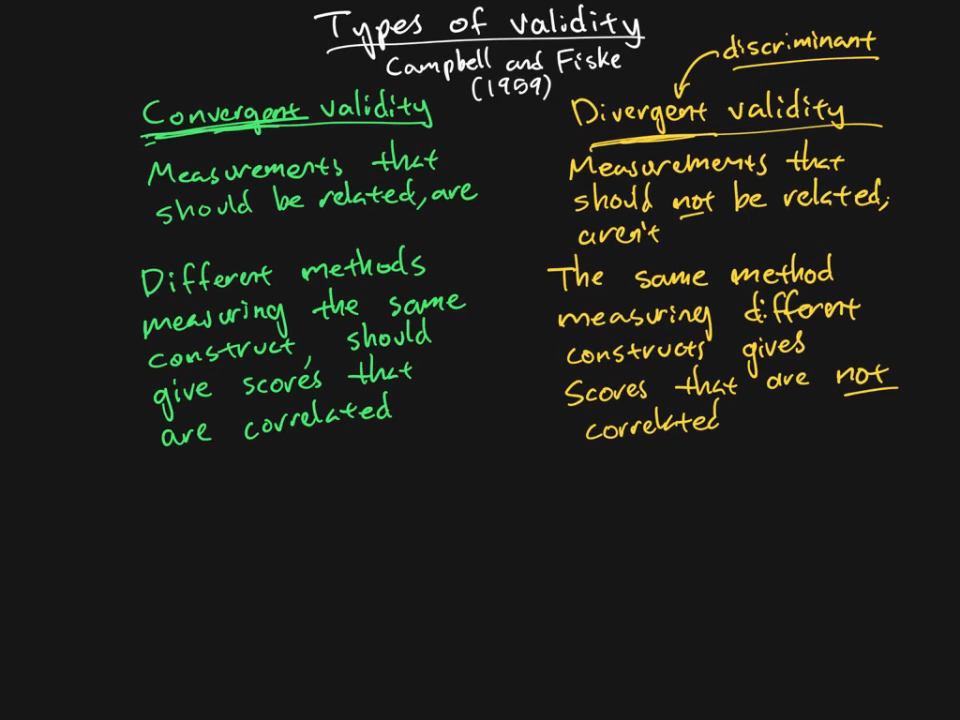 Types of validity
Campbell and Fiske
(1959)
Convergent validity
Measurements that
should be related, are
Different methods
measuring the same
construct, should
give scores that
are correlated
discriminant
Divergent validity
Measurements that
should not be related,
aren't
The same method
measuring different
constructs gives
Scores that are not
correlated